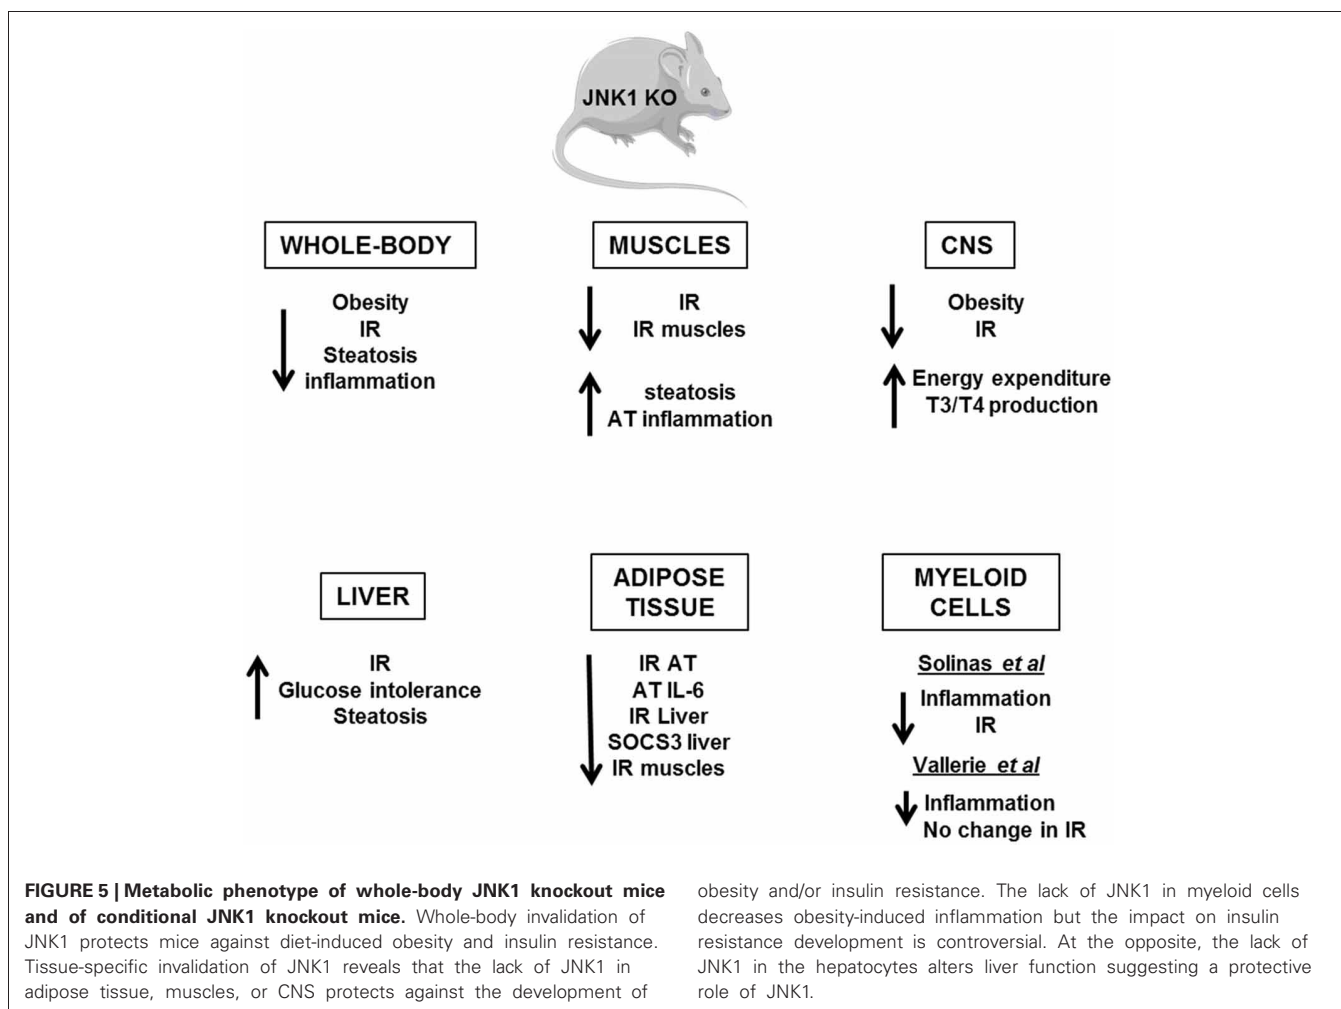 JNK1 KO
WHOLE-BODY
Obesity
IR
Steatosis
inflammation
MUSCLES
IR
IR muscles
steatosis
AT inflammation
CNS
Obesity
IR
Energy expenditure
T3/T4 production
LIVER
IR
Glucose intolerance
Steatosis
ADIPOSE
TISSUE
IR AT
AT IL-6
IR Liver
SOCS3 liver
IR muscles
MYELOID
CELLS
Solinas et al
Inflammation
IR
Vallerie et al
Inflammation
No change in IR
FIGURE 5 | Metabolic phenotype of whole-body JNK1 knockout mice
and of conditional JNK1 knockout mice. Whole-body invalidation of
JNK1 protects mice against diet-induced obesity and insulin resistance.
Tissue-specific invalidation of JNK1 reveals that the lack of JNK1 in
adipose tissue, muscles, or CNS protects against the development of
obesity and/or insulin resistance. The lack of JNK1 in myeloid cells
decreases obesity-induced inflammation but the impact on insulin
resistance development is controversial. At the opposite, the lack of
JNK1 in the hepatocytes alters liver function suggesting a protective
role of JNK1.